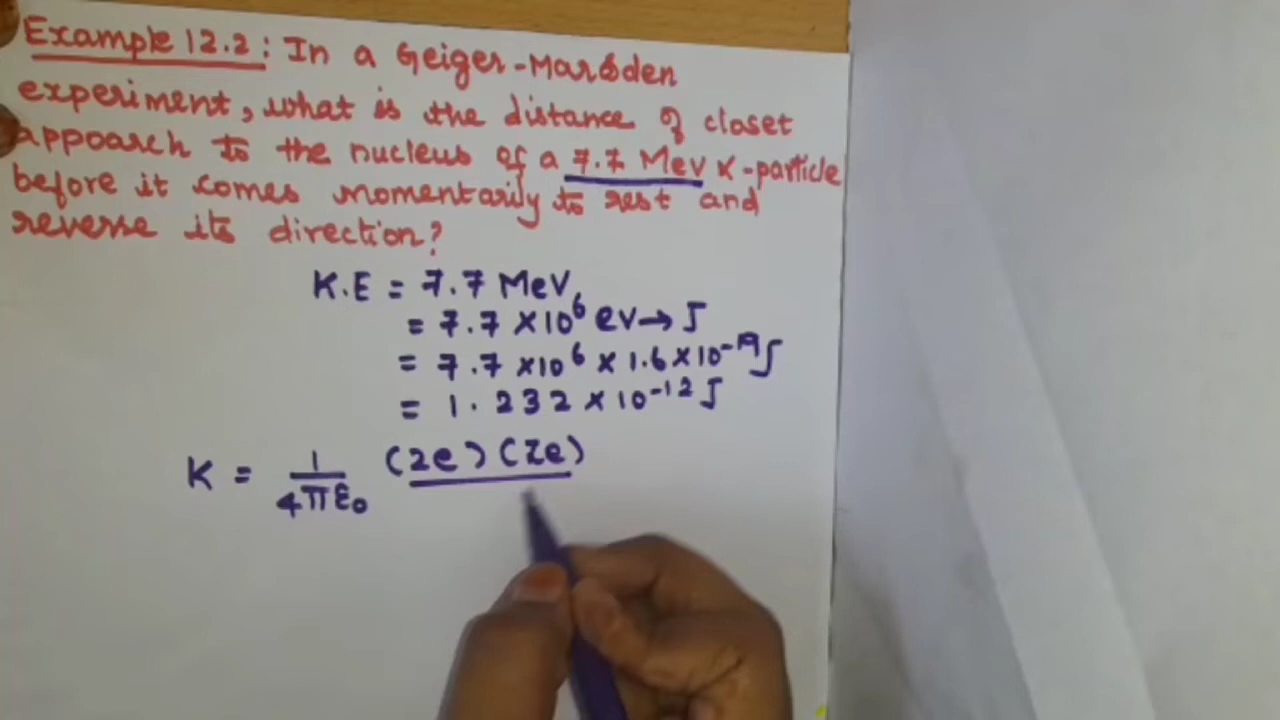 Example 12.2: In a Geiger-Marsden
experiment, what is the distance of closet
appoarch to the nucleus of a 7.7 Mev α-particle
before it comes momentarily to rest and
reverse its direction?
K.E = 7.7 MeV
= 7.7 × 10⁶ eV → J
= 7.7 × 10⁶ × 1.6 × 10⁻¹⁹ J
= 1.232 × 10⁻¹² J
K = 1/4πε₀ (2e) (Ze)